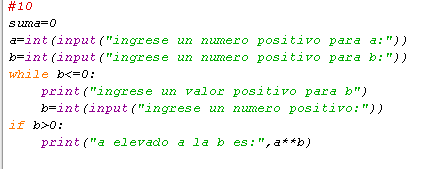 #10
suma=0
a=int(input("ingrese un numero positivo para a:"))
b=int(input("ingrese un numero positivo para b:"))
while b<=0:
    print("ingrese un valor positivo para b")
    b=int(input("ingrese un numero positivo:"))
if b>0:
    print("a elevado a la b es:",a**b)